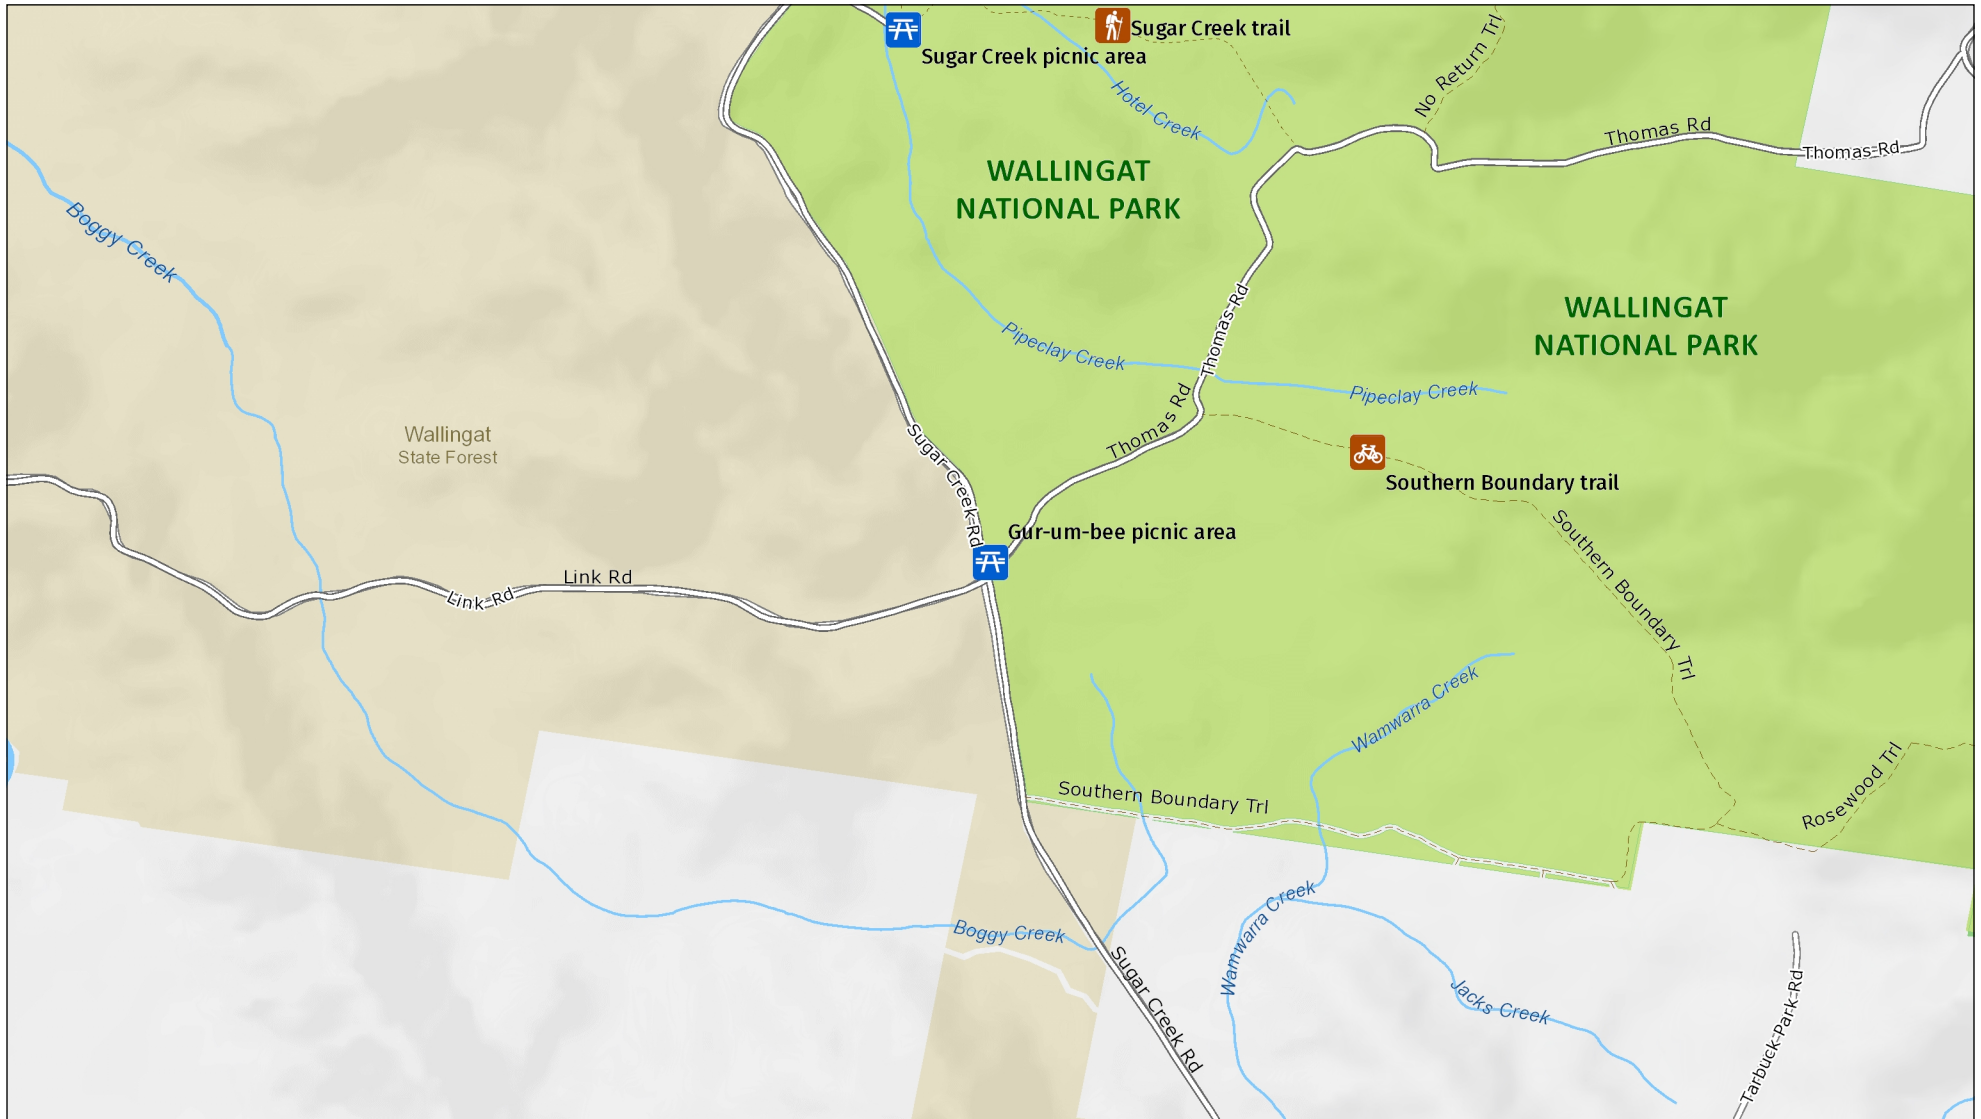 Sugar Creek trail
Sugar Creek picnic area
No Return Trl
Hotel Creek
Thomas Rd
Thomas Rd
WALLINGAT
NATIONAL PARK
Boggy Creek
Thomas Rd
WALLINGAT
NATIONAL PARK
Pipeclay Creek
Pipeclay Creek
Thomas Rd
Wallingat
State Forest
Sugar Creek Rd
Southern Boundary trail
Gur-um-bee picnic area
Southern Boundary Trl
Link Rd
Link Rd
Wamwarra Creek
Southern Boundary Trl
Rosewood Trl
Boggy Creek
Wamwarra Creek
Sugar Creek Rd
Jacks Creek
Tarbuck Park Rd